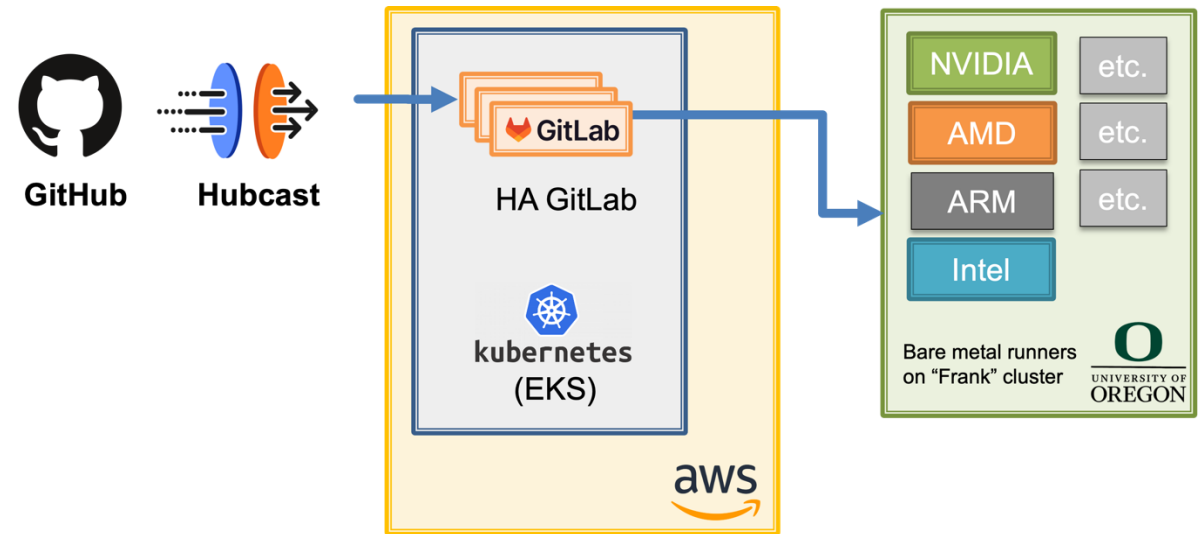 GitHub
Hubcast
GitLab
HA GitLab
kubernetes
(EKS)
aws
NVIDIA
etc.
AMD
etc.
ARM
etc.
Intel
Bare metal runners
on “Frank” cluster
O
UNIVERSITY OF
OREGON